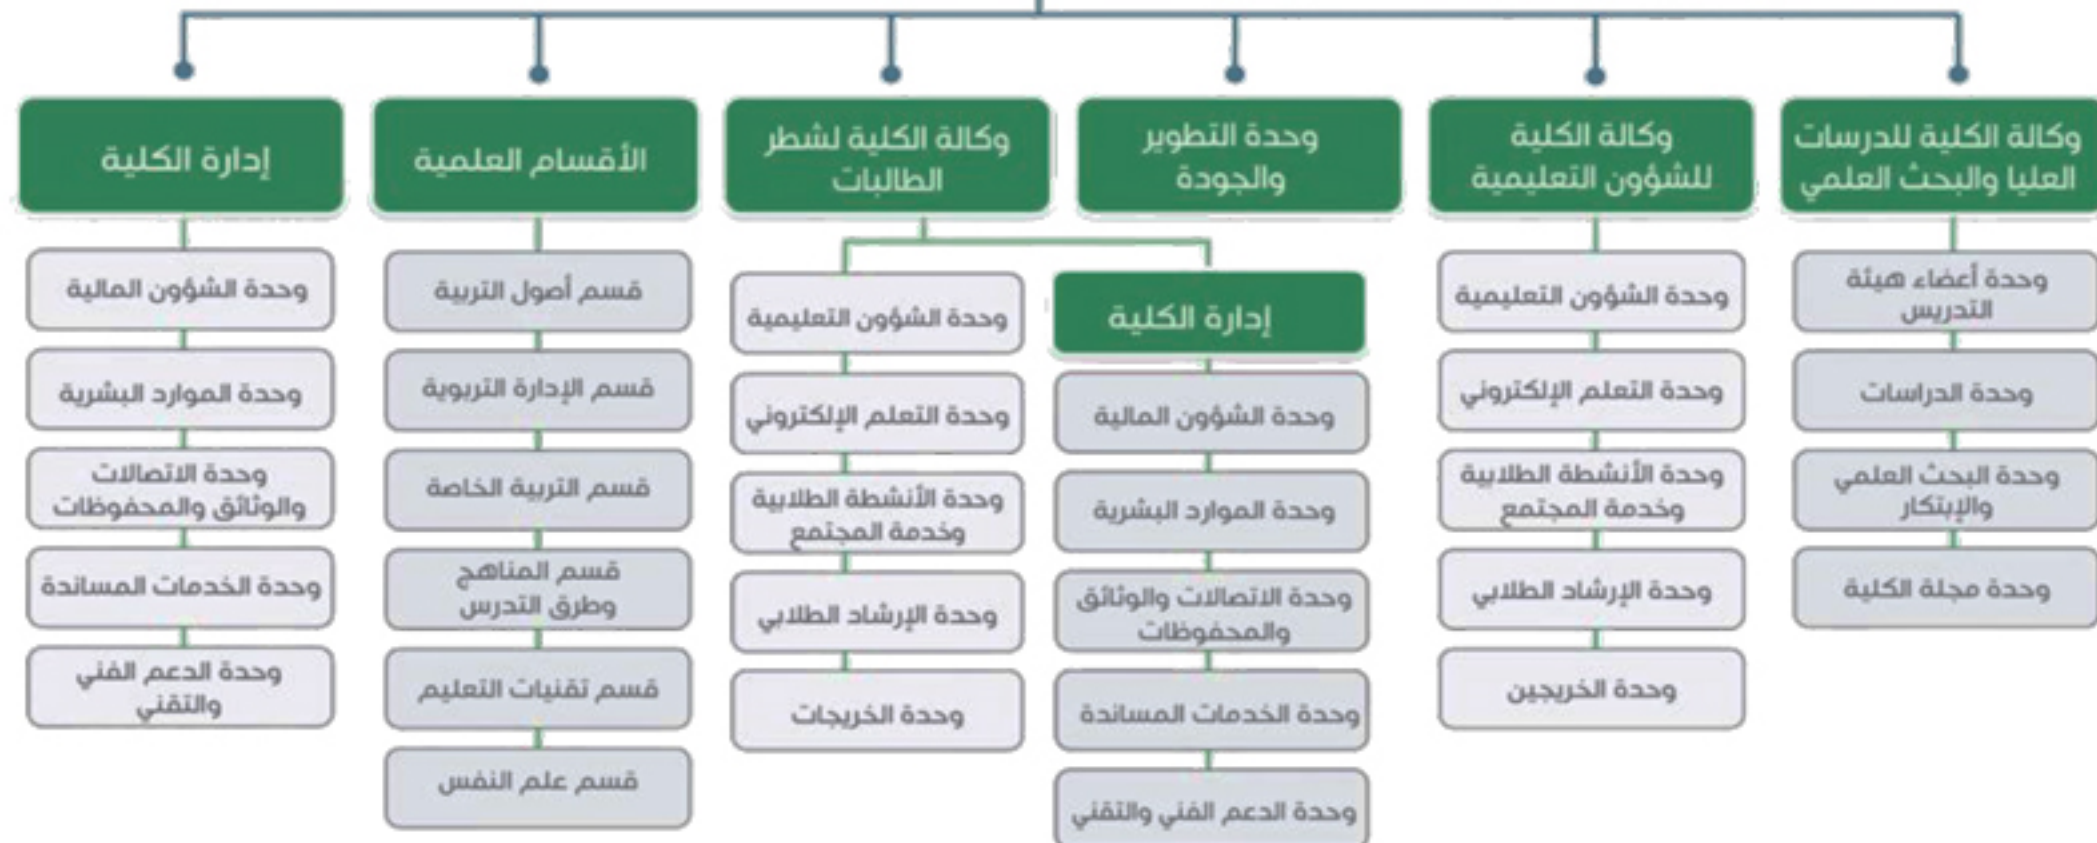 وكالة الكلية للدرسات
العليا والبحث العلمي
وحدة أعضاء هيئة
التدريس
وحدة الدراسات
وحدة البحث العلمي
والإبتكار
وحدة مجلة الكلية
وكالة الكلية
للشؤون التعليمية
وحدة الشؤون التعليمية
وحدة التعلم الإلكتروني
وحدة الأنشطة الطلابية
وخدمة المجتمع
وحدة الإرشاد الطلابي
وحدة الخريجين
وحدة التطوير
والجودة
وكالة الكلية لشطر
الطالبات
إدارة الكلية
وحدة الشؤون المالية
وحدة الموارد البشرية
وحدة الاتصالات والوثائق
والمحفوظات
وحدة الخدمات المساندة
وحدة الدعم الفني والتقني
وحدة الشؤون التعليمية
وحدة التعلم الإلكتروني
وحدة الأنشطة الطلابية
وخدمة المجتمع
وحدة الإرشاد الطلابي
وحدة الخريجات
الأقسام العلمية
قسم أصول التربية
قسم الإدارة التربوية
قسم التربية الخاصة
قسم المناهج
وطرق التدرس
قسم تقنيات التعليم
قسم علم النفس
إدارة الكلية
وحدة الشؤون المالية
وحدة الموارد البشرية
وحدة الاتصالات
والوثائق والمحفوظات
وحدة الخدمات المساندة
وحدة الدعم الفني
والتقني